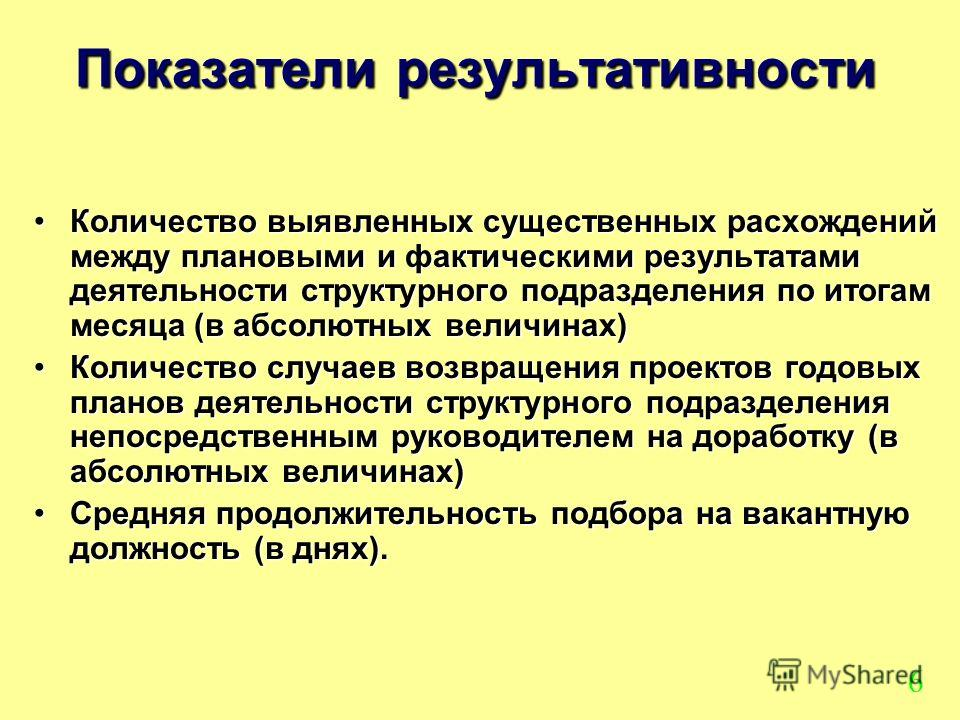 Показатели результативности
• Количество выявленных существенных расхождений
между плановыми и фактическими результатами
деятельности структурного подразделения по итогам
месяца (в абсолютных величинах)
• Количество случаев возвращения проектов годовых
планов деятельности структурного подразделения
непосредственным руководителем на доработку (в
абсолютных величинах)
• Средняя продолжительность подбора на вакантную
должность (в днях).
MyShared
6